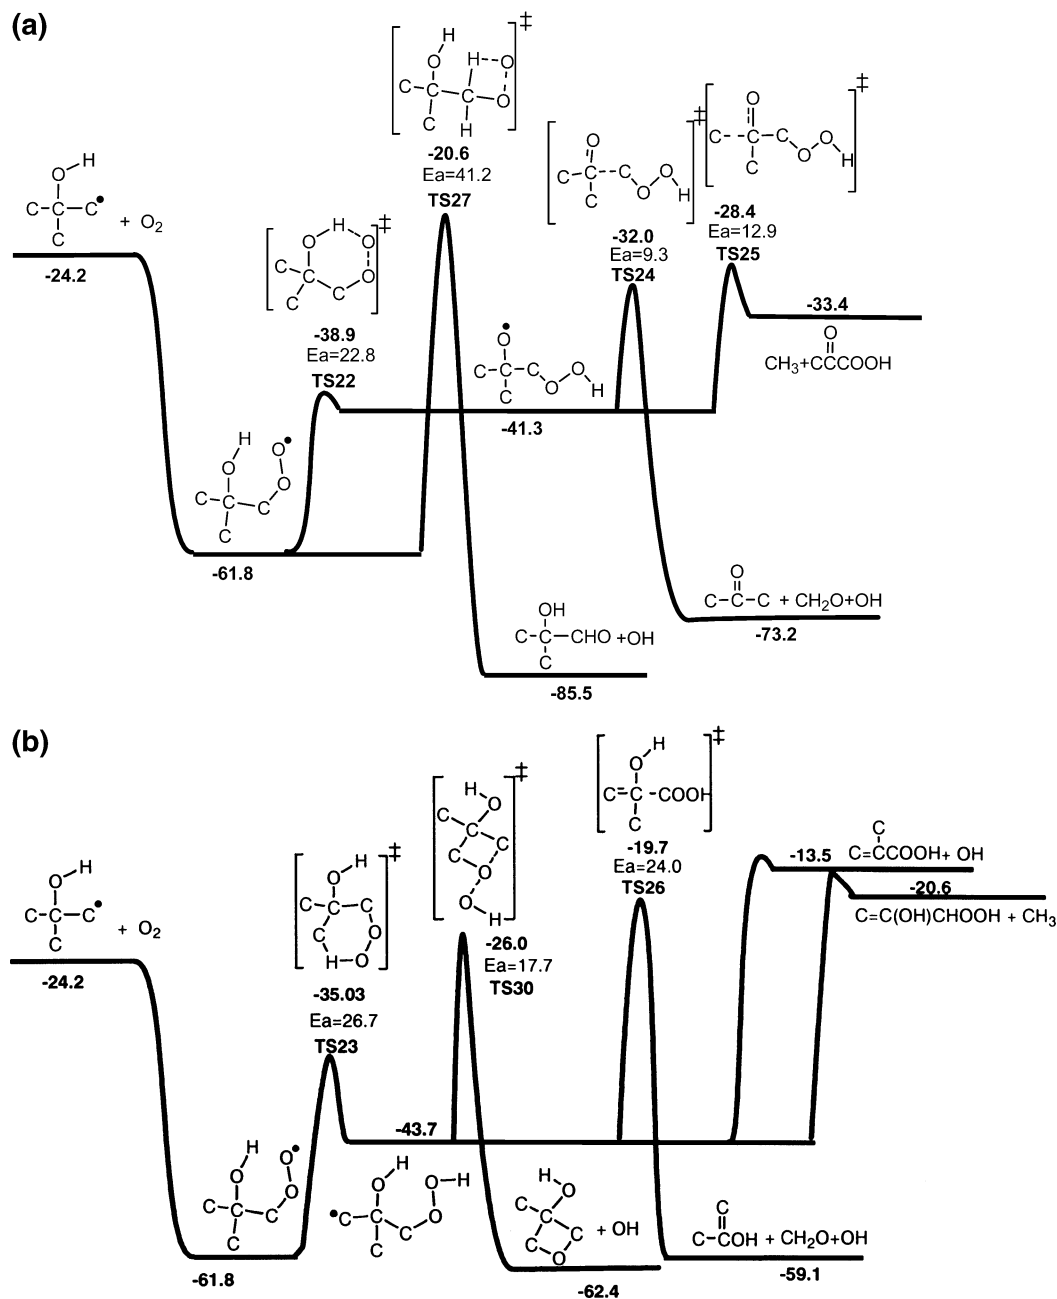 (a)
+ O2
-24.2
-61.8
-38.9
Ea=22.8
TS22
-20.6
Ea=41.2
TS27
-41.3
-32.0
Ea=9.3
TS24
-28.4
Ea=12.9
TS25
-33.4
CH3+CCCOOH
O
OH
C-C-CHO +OH
C
-85.5
O
C-C-C + CH2O+OH
-73.2
(b)
+ O2
-24.2
-61.8
-35.03
Ea=26.7
TS23
-43.7
-26.0
Ea=17.7
TS30
+ OH
-62.4
C=C-COOH
-19.7
Ea=24.0
TS26
C
C-COH + CH2O+OH
-59.1
-13.5
C
C=CCOOH+ OH
-20.6
C=C(OH)CHOOH + CH3